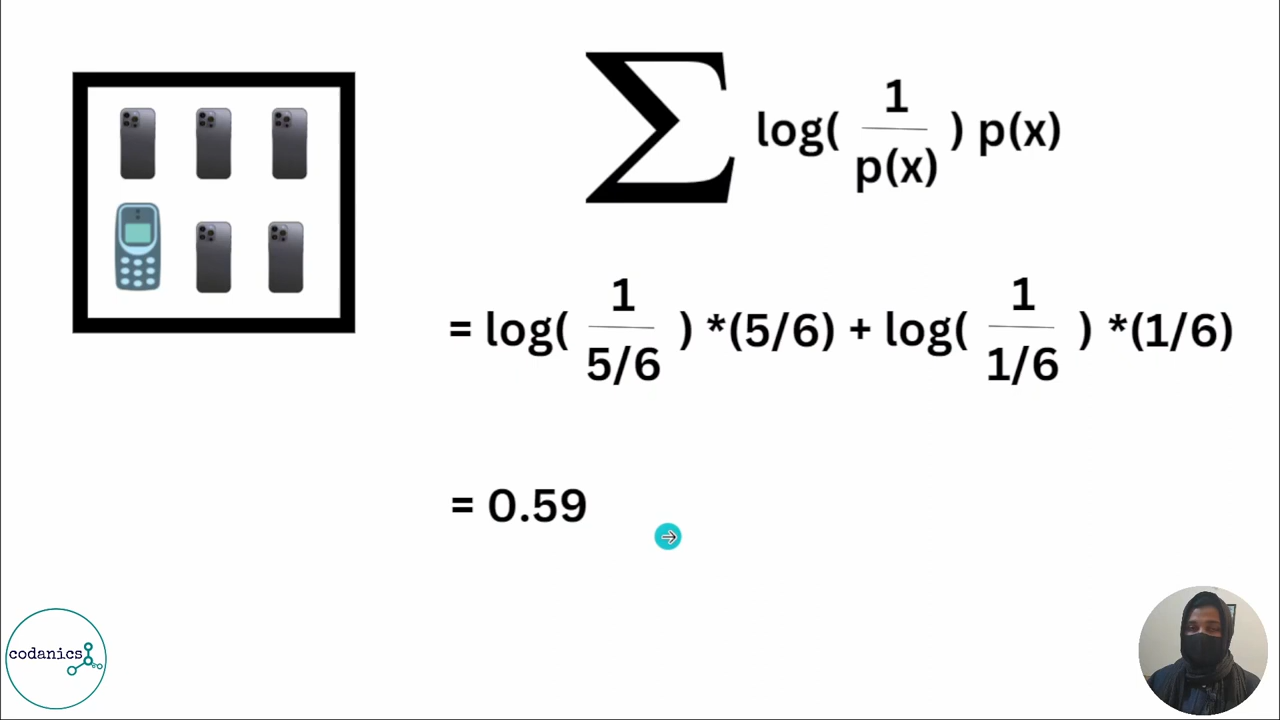 ∑ log( 1/p(x) ) p(x)
= log( 1/5/6 ) *(5/6) + log( 1/1/6 ) *(1/6)
= 0.59
codanics